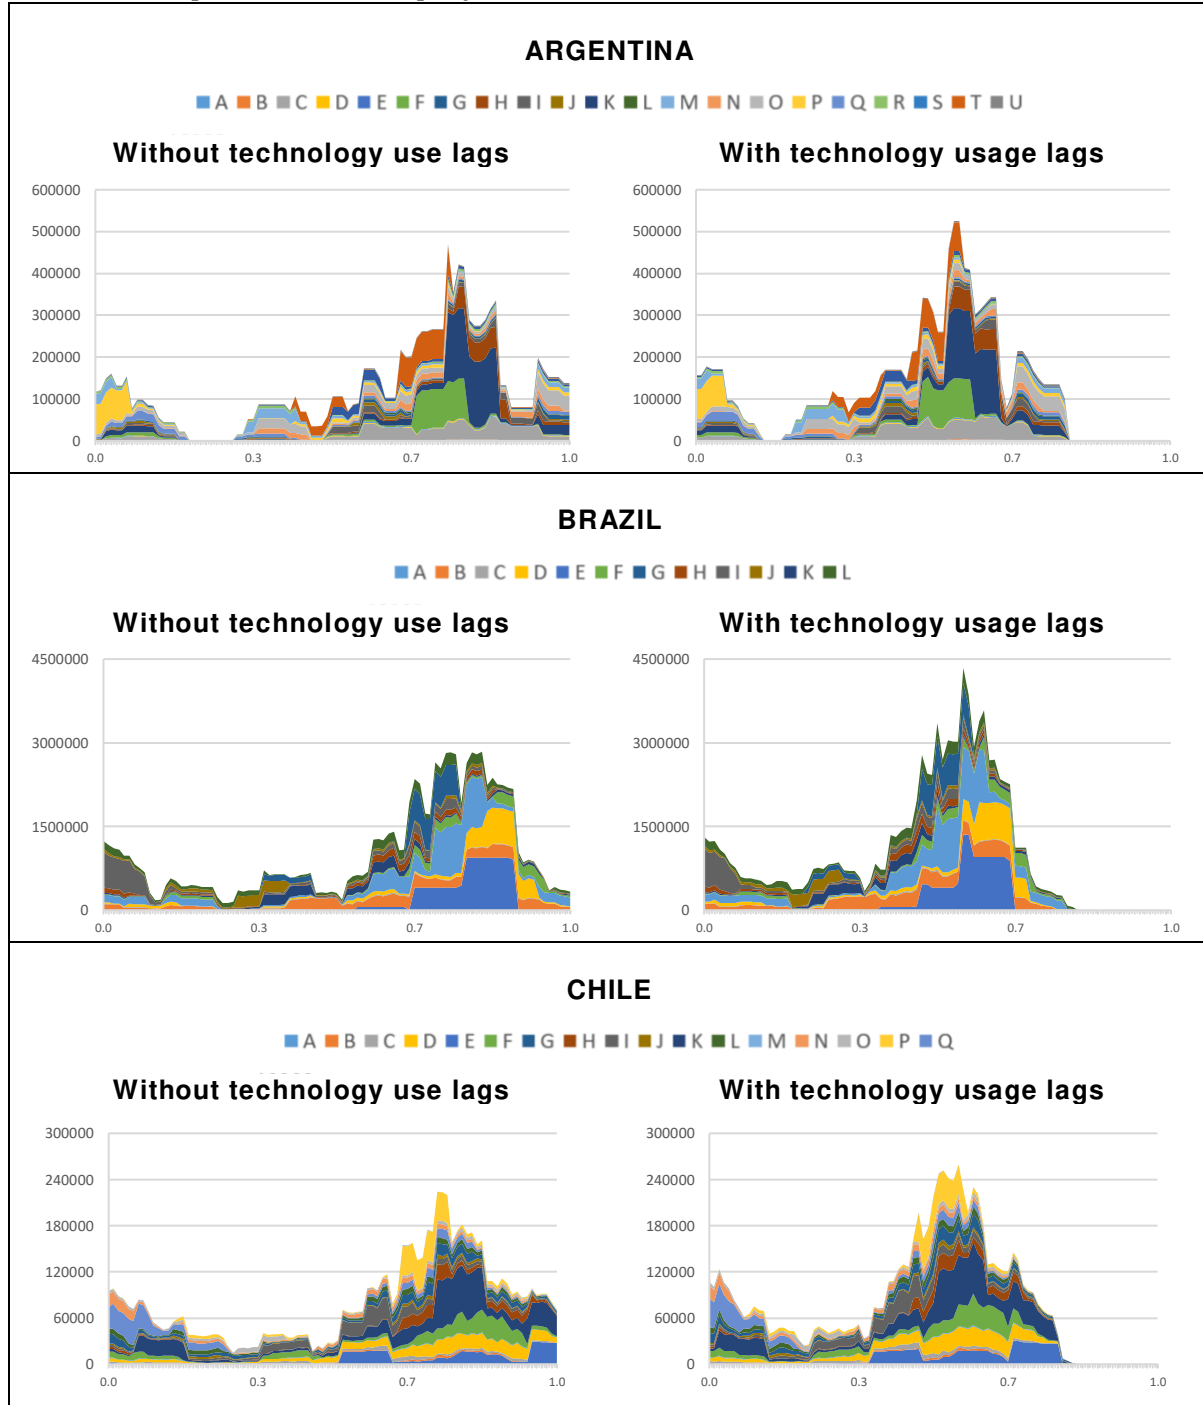 ARGENTINA
A B C D E F G H I J K L M N O P Q R S T U
Without technology use lags
With technology usage lags
600000
500000
400000
300000
200000
100000
0
0.0 0.3 0.7 1.0
600000
500000
400000
300000
200000
100000
0
0.0 0.3 0.7 1.0
BRAZIL
A B C D E F G H I J K L
Without technology use lags
With technology usage lags
4500000
3000000
1500000
0
0.0 0.3 0.7 1.0
4500000
3000000
1500000
0
0.0 0.3 0.7 1.0
CHILE
A B C D E F G H I J K L M N O P Q
Without technology use lags
With technology usage lags
300000
240000
180000
120000
60000
0
0.0 0.3 0.7 1.0
300000
240000
180000
120000
60000
0
0.0 0.3 0.7 1.0